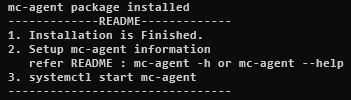 mc-agent package installed
-------------README-------------
1. Installation is Finished.
2. Setup mc-agent information
   refer README : mc-agent -h or mc-agent --help
3. systemctl start mc-agent
--------------------------------